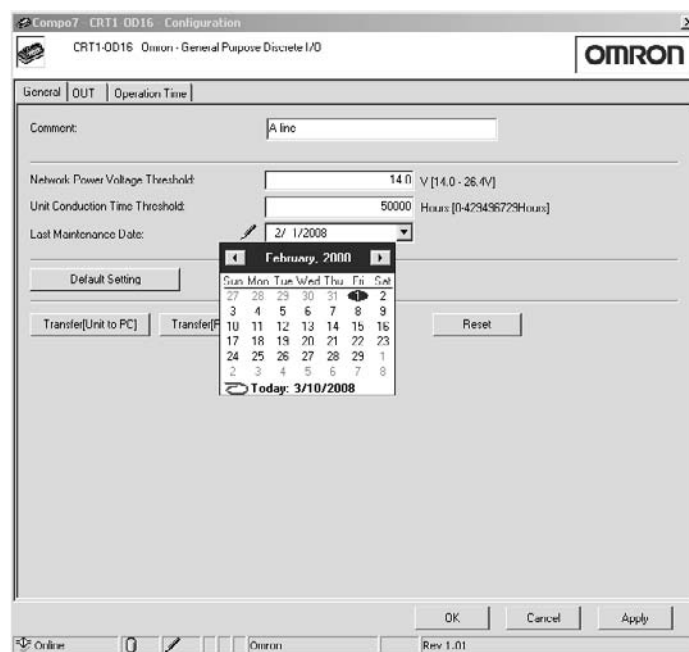 Compo7 - CRT1-OD16 - Configuration
CRT1-OD16 Omron - General Purpose Discrete I/O
OMRON
General OUT Operation Time
Comment: A line
Network Power Voltage Threshold: 14.0 V [14.0 - 26.4V]
Unit Conduction Time Threshold: 50000 Hours [0-429496729Hours]
Last Maintenance Date: 2/ 1/2008
February, 2000
Default Setting
Sun Mon Tue Wed Thu Fri Sat
27 28 29 30 31 1 2
3 4 5 6 7 8 9
Transfer[Unit to PC] Transfer[P Reset
10 11 12 13 14 15 16
17 18 19 20 21 22 23
24 25 26 27 28 29 1
2 3 4 5 6 7 8
Today: 3/10/2008
OK Cancel Apply
Online Omron Rev 1.01